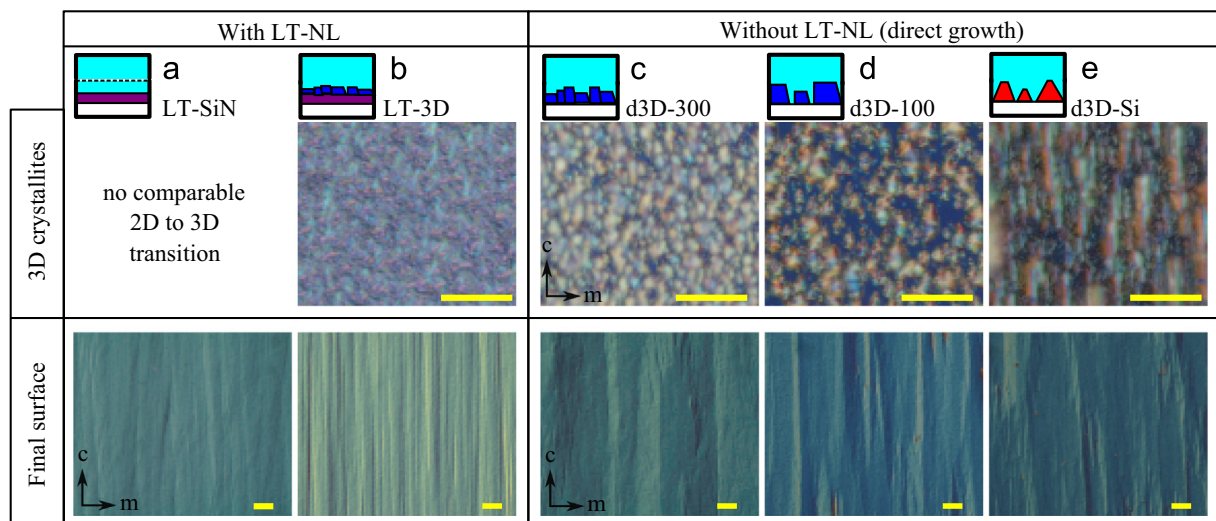 With LT-NL
Without LT-NL (direct growth)
a
LT-SiN
b
LT-3D
c
d3D-300
d
d3D-100
e
d3D-Si
3D crystallites
no comparable
2D to 3D
transition
c
m
Final surface
c
m
c
m